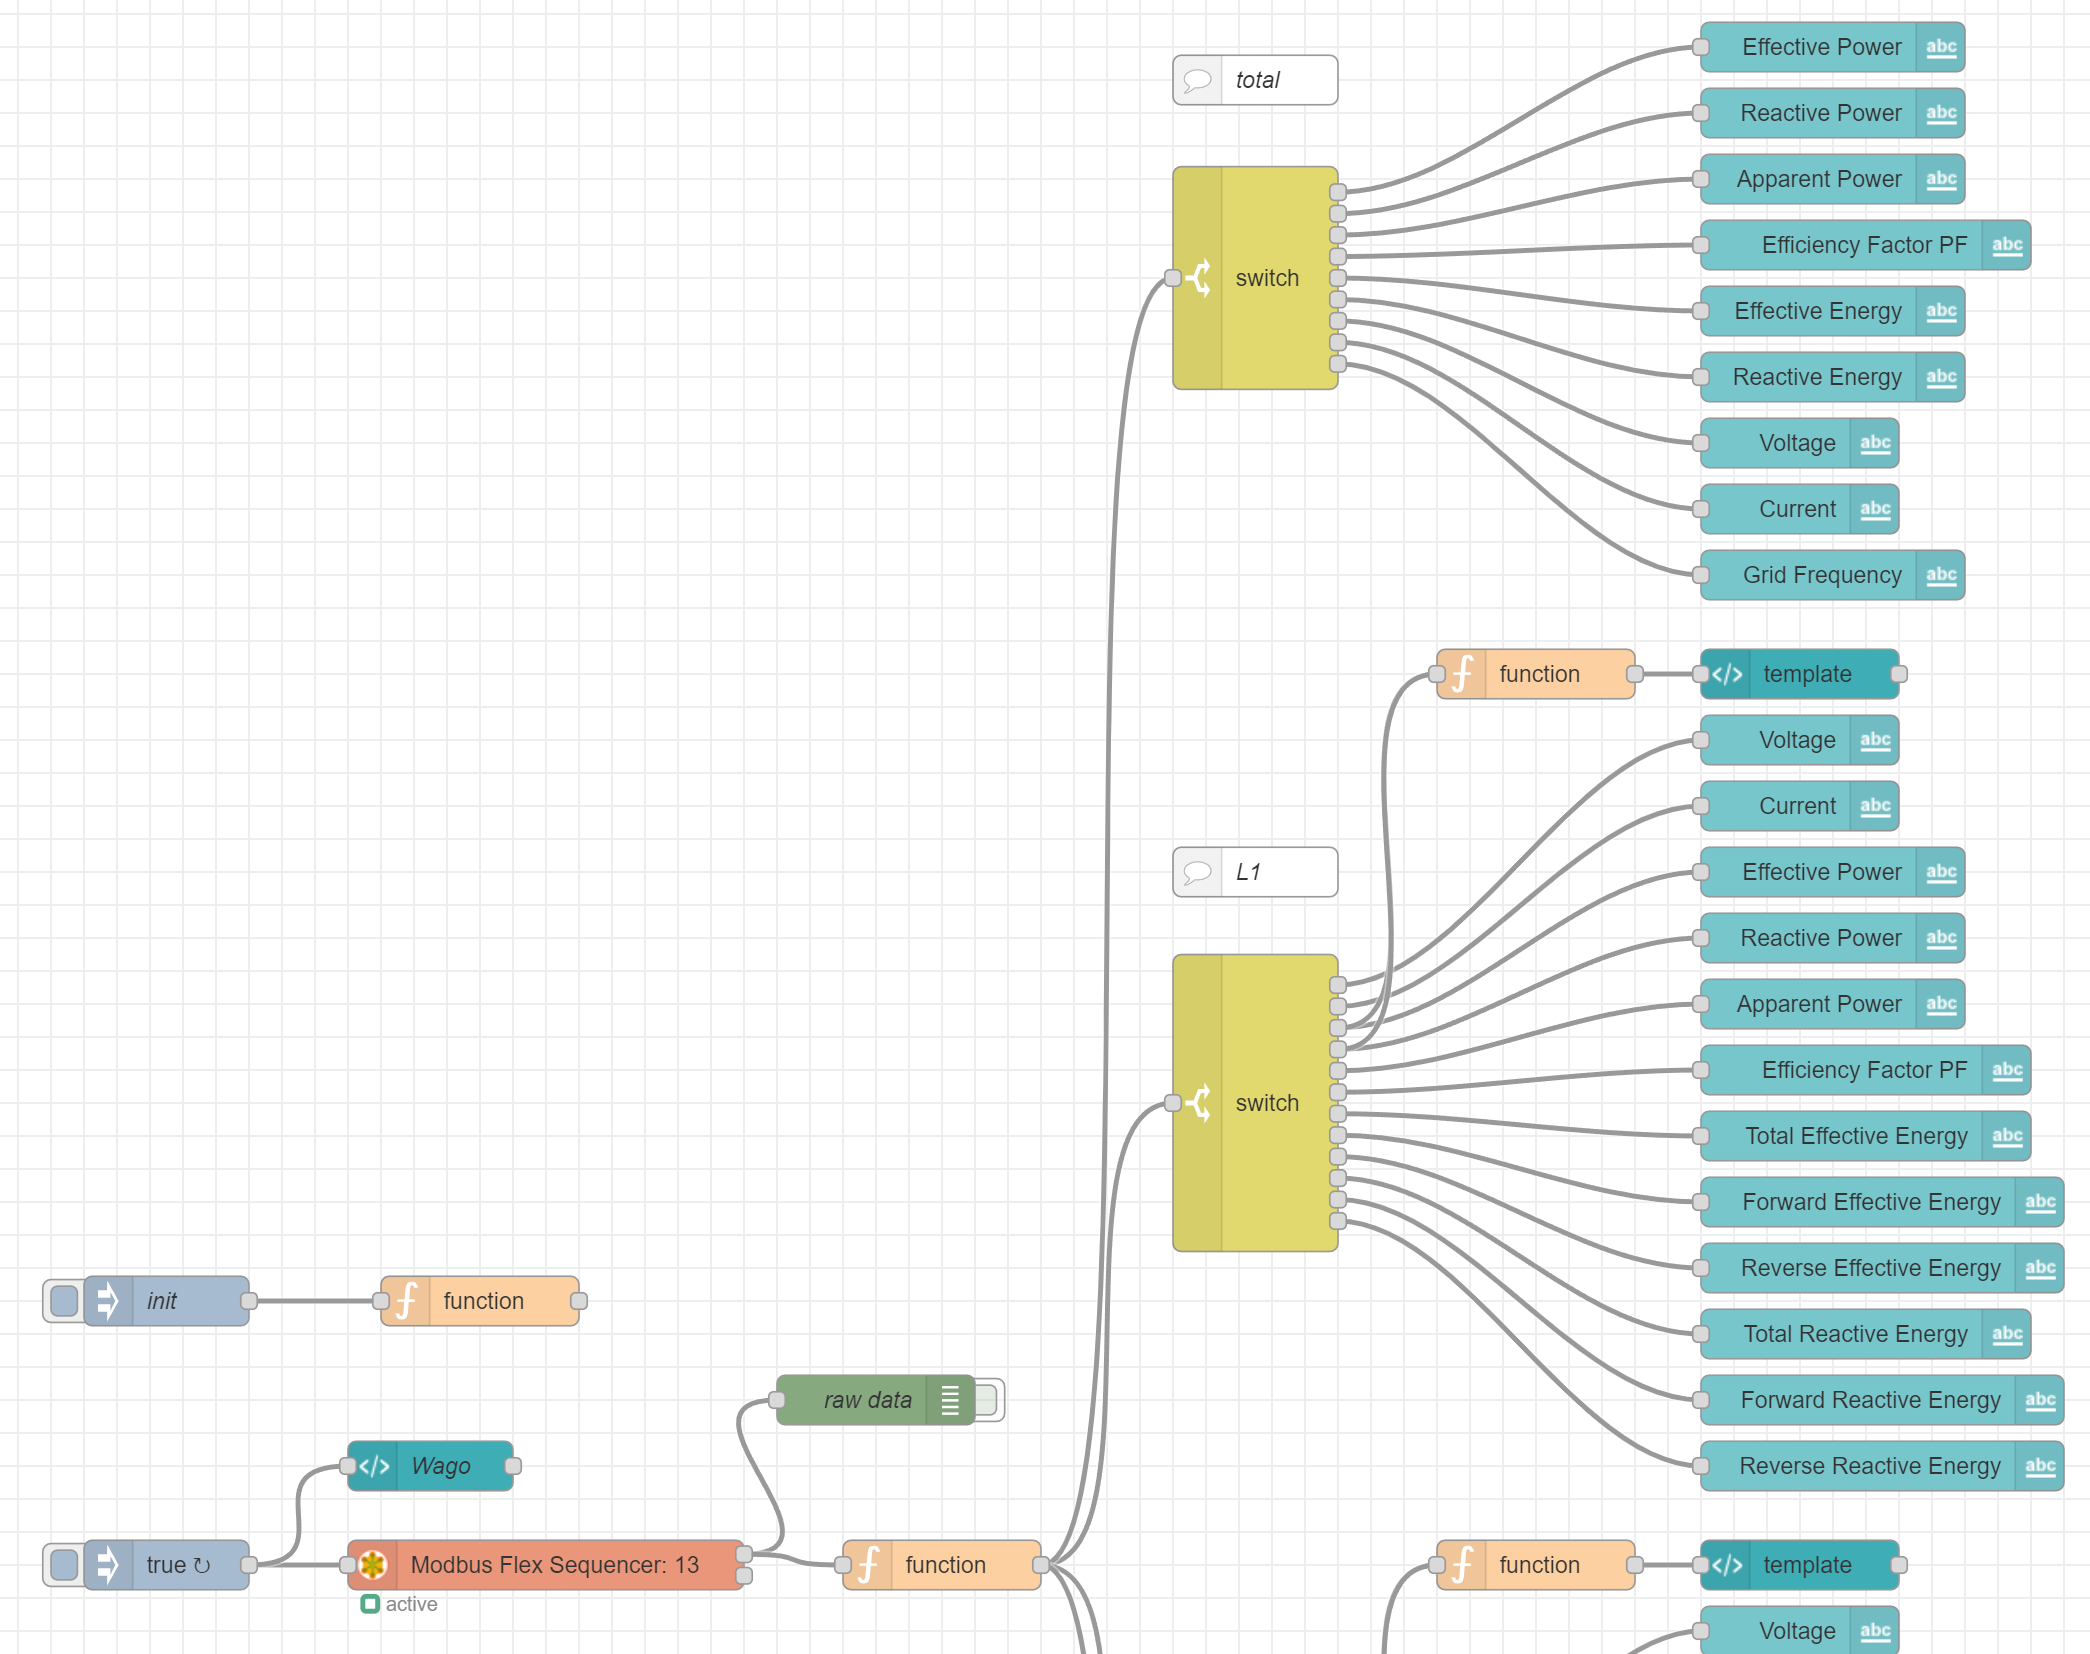 Effective Power abc
total
Reactive Power abc
Apparent Power abc
Efficiency Factor PF abc
switch
Effective Energy abc
Reactive Energy abc
Voltage abc
Current abc
Grid Frequency abc
function
</> template
Voltage abc
Current abc
L1
Effective Power abc
Reactive Power abc
Apparent Power abc
Efficiency Factor PF abc
switch
Total Effective Energy abc
Forward Effective Energy abc
Reverse Effective Energy abc
init
function
Total Reactive Energy abc
raw data
Forward Reactive Energy abc
</> Wago
Reverse Reactive Energy abc
true ↻
Modbus Flex Sequencer: 13
function
function
</> template
active
Voltage abc